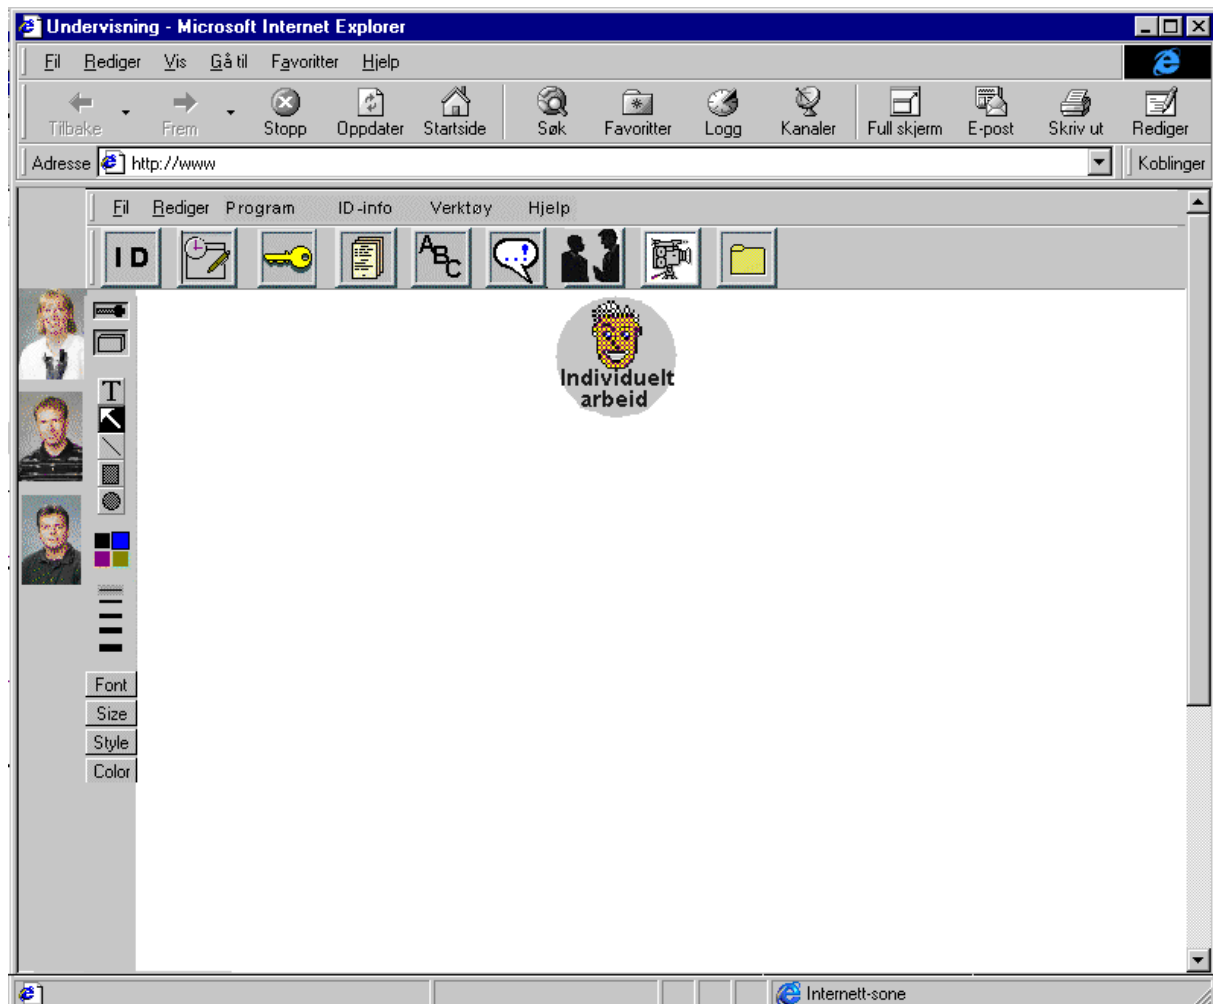 Undervisning - Microsoft Internet Explorer
Fil Rediger Vis Gå til Favoritter Hjelp
Tilbake Frem Stopp Oppdater Startside Søk Favoritter Logg Kanaler Full skjerm E-post Skriv ut Rediger
Adresse http://www Koblinger
Fil Rediger Program ID-info Verktøy Hjelp
ID ABC ..!
Individuelt
arbeid
T
Font
Size
Style
Color
Internett-sone